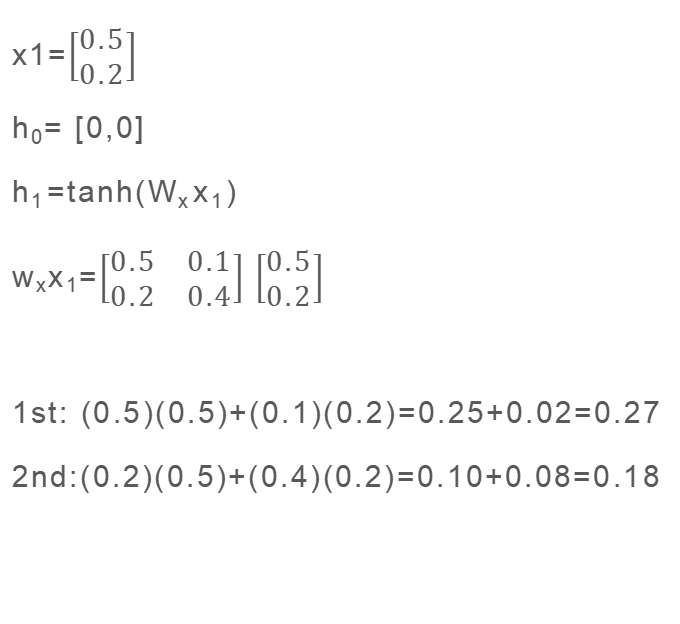 x1=[0.5 0.2]
h₀= [0,0]
h₁=tanh(Wₓx₁)
wₓx₁=[0.5 0.1 0.2 0.4] [0.5 0.2]
1st: (0.5)(0.5)+(0.1)(0.2)=0.25+0.02=0.27
2nd:(0.2)(0.5)+(0.4)(0.2)=0.10+0.08=0.18